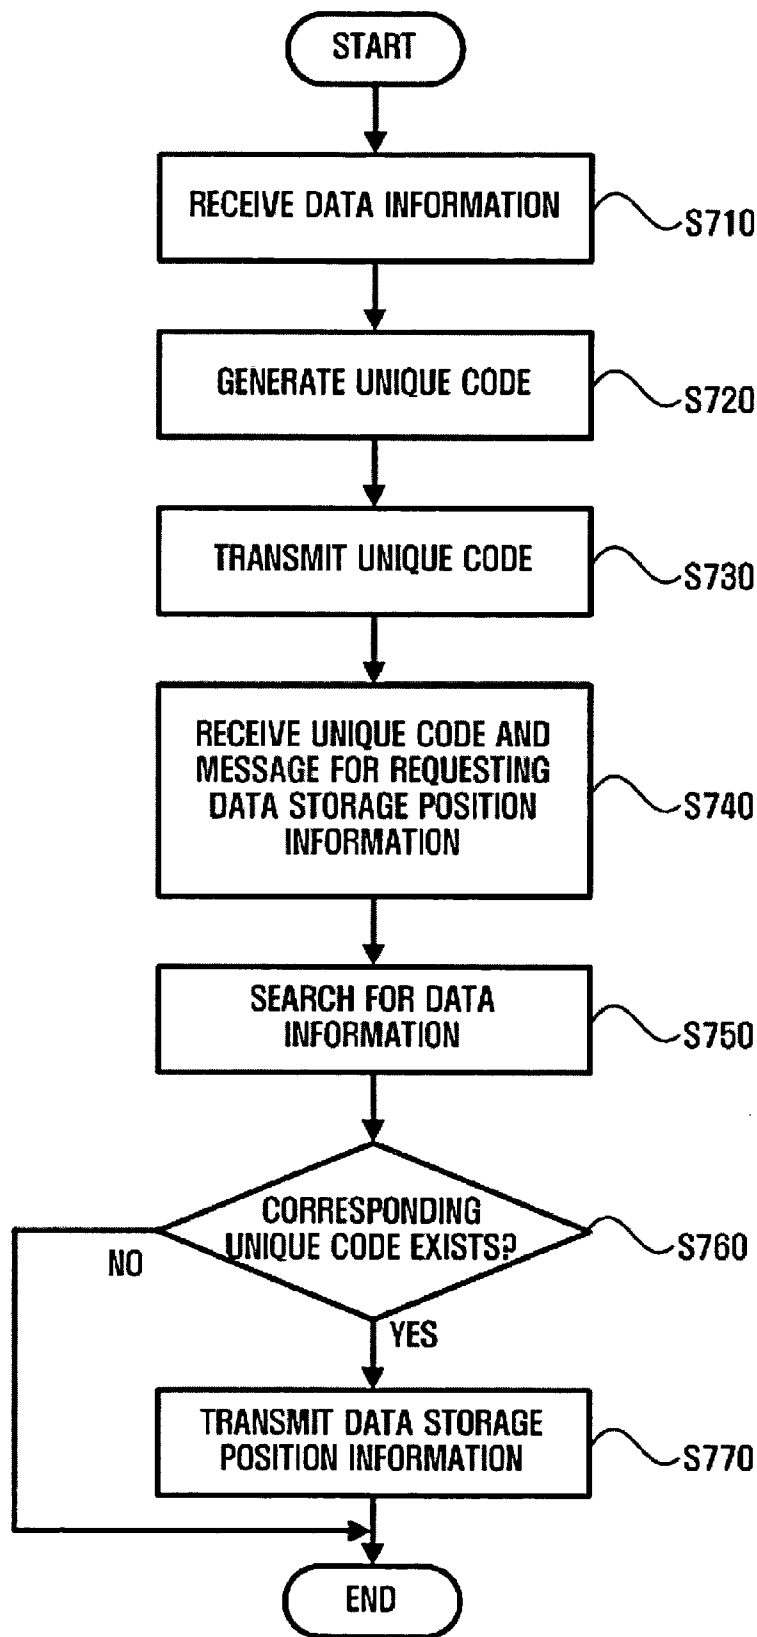 START
RECEIVE DATA INFORMATION
S710
GENERATE UNIQUE CODE
S720
TRANSMIT UNIQUE CODE
S730
RECEIVE UNIQUE CODE AND
MESSAGE FOR REQUESTING
DATA STORAGE POSITION
INFORMATION
S740
SEARCH FOR DATA
INFORMATION
S750
CORRESPONDING
UNIQUE CODE EXISTS?
S760
NO
YES
TRANSMIT DATA STORAGE
POSITION INFORMATION
S770
END